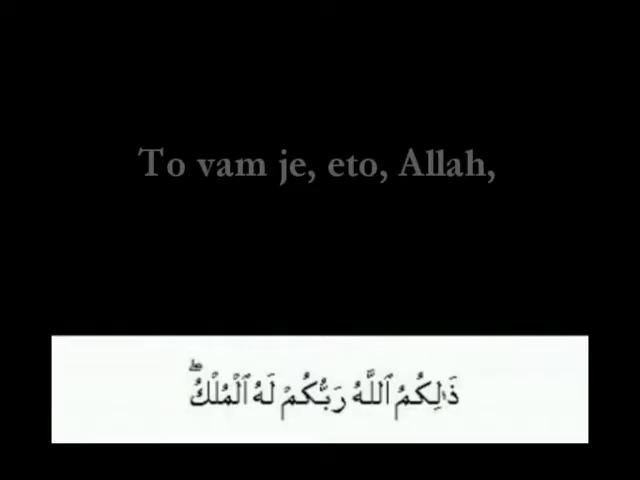 To vam je, eto, Allah,
ذَٰلِكُمُ ٱللَّهُ رَبُّكُمْ لَهُ ٱلْمُلْكُ ۖ